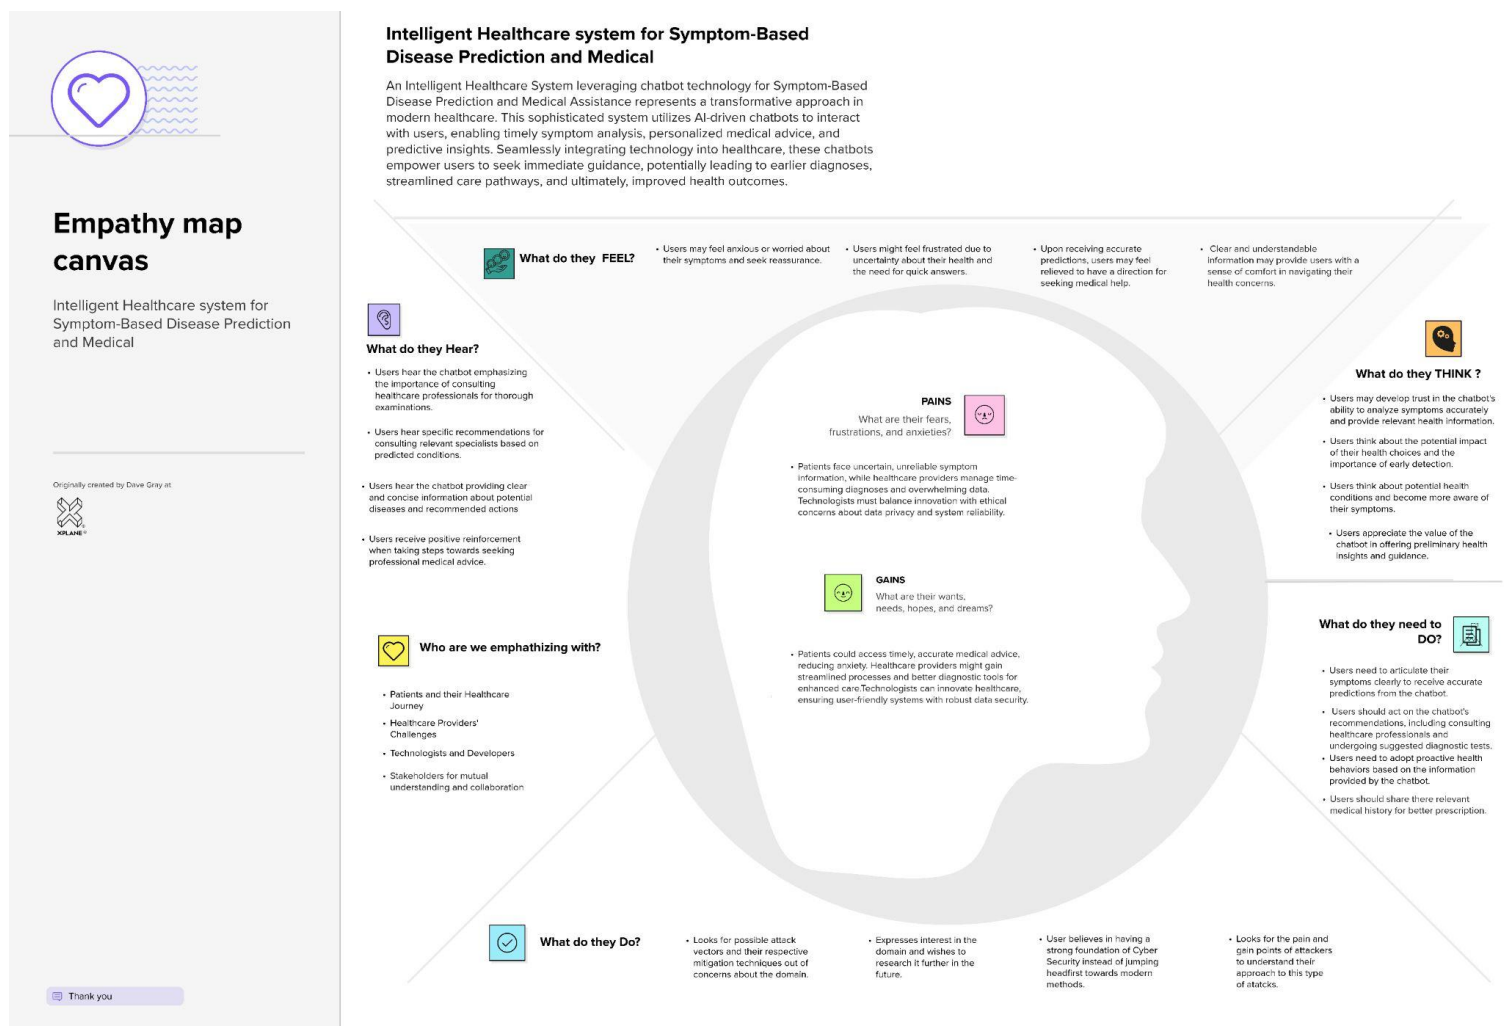 Empathy map
canvas
Intelligent Healthcare system for
Symptom-Based Disease Prediction
and Medical
Originally created by Dave Gray at
XPLANE®
Thank you
Intelligent Healthcare system for Symptom-Based
Disease Prediction and Medical
An Intelligent Healthcare System leveraging chatbot technology for Symptom-Based
Disease Prediction and Medical Assistance represents a transformative approach in
modern healthcare. This sophisticated system utilizes AI-driven chatbots to interact
with users, enabling timely symptom analysis, personalized medical advice, and
predictive insights. Seamlessly integrating technology into healthcare, these chatbots
empower users to seek immediate guidance, potentially leading to earlier diagnoses,
streamlined care pathways, and ultimately, improved health outcomes.
What do they FEEL?
• Users may feel anxious or worried about
their symptoms and seek reassurance.
• Users might feel frustrated due to
uncertainty about their health and
the need for quick answers.
• Upon receiving accurate
predictions, users may feel
relieved to have a direction for
seeking medical help.
• Clear and understandable
information may provide users with a
sense of comfort in navigating their
health concerns.
What do they Hear?
• Users hear the chatbot emphasizing
the importance of consulting
healthcare professionals for thorough
examinations.
• Users hear specific recommendations for
consulting relevant specialists based on
predicted conditions.
• Users hear the chatbot providing clear
and concise information about potential
diseases and recommended actions
• Users receive positive reinforcement
when taking steps towards seeking
professional medical advice.
Who are we emphathizing with?
• Patients and their Healthcare
Journey
• Healthcare Providers'
Challenges
• Technologists and Developers
• Stakeholders for mutual
understanding and collaboration
PAINS
What are their fears,
frustrations, and anxieties?
• Patients face uncertain, unreliable symptom
information, while healthcare providers manage time-
consuming diagnoses and overwhelming data.
Technologists must balance innovation with ethical
concerns about data privacy and system reliability.
GAINS
What are their wants,
needs, hopes, and dreams?
• Patients could access timely, accurate medical advice,
reducing anxiety. Healthcare providers might gain
streamlined processes and better diagnostic tools for
enhanced care.Technologists can innovate healthcare,
ensuring user-friendly systems with robust data security.
What do they THINK ?
• Users may develop trust in the chatbot's
ability to analyze symptoms accurately
and provide relevant health information.
• Users think about the potential impact
of their health choices and the
importance of early detection.
• Users think about potential health
conditions and become more aware of
their symptoms.
• Users appreciate the value of the
chatbot in offering preliminary health
insights and guidance.
What do they need to
DO?
• Users need to articulate their
symptoms clearly to receive accurate
predictions from the chatbot.
• Users should act on the chatbot's
recommendations, including consulting
healthcare professionals and
undergoing suggested diagnostic tests.
• Users need to adopt proactive health
behaviors based on the information
provided by the chatbot.
• Users should share there relevant
medical history for better prescription.
What do they Do?
• Looks for possible attack
vectors and their respective
mitigation techniques out of
concerns about the domain.
• Expresses interest in the
domain and wishes to
research it further in the
future.
• User believes in having a
strong foundation of Cyber
Security instead of jumping
headfirst towards modern
methods.
• Looks for the pain and
gain points of attackers
to understand their
approach to this type
of atatcks.